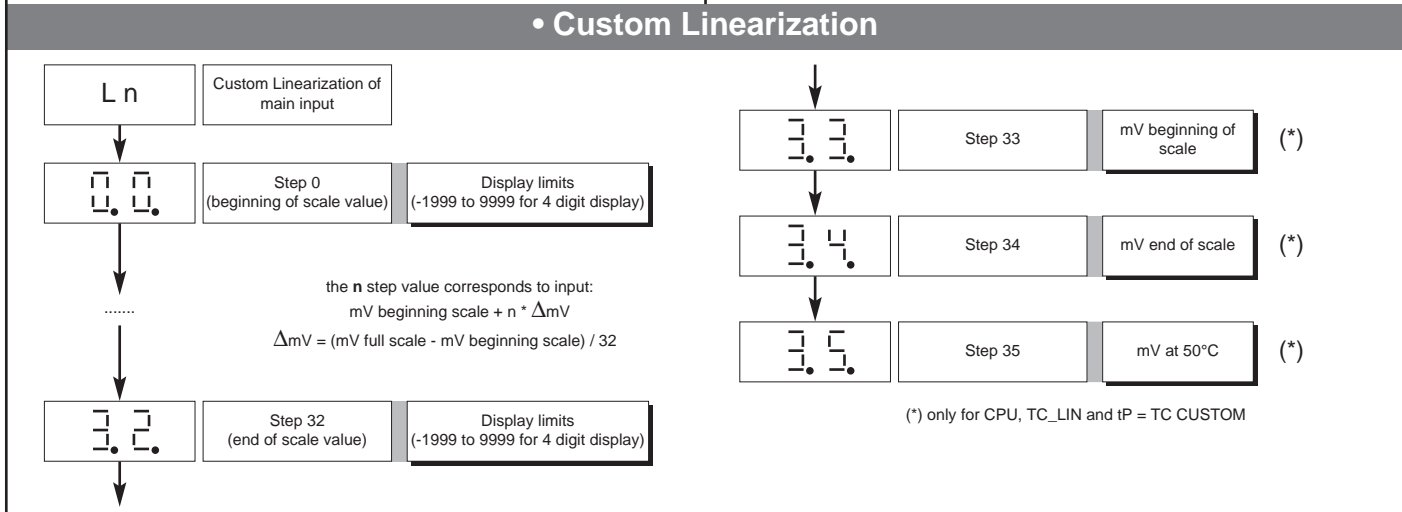 • Custom Linearization
L n
Custom Linearization of
main input
0.0.
Step 0
(beginning of scale value)
Display limits
(-1999 to 9999 for 4 digit display)
.......
the n step value corresponds to input:
mV beginning scale + n * ΔmV
ΔmV = (mV full scale - mV beginning scale) / 32
3.2.
Step 32
(end of scale value)
Display limits
(-1999 to 9999 for 4 digit display)
3.3.
Step 33
mV beginning of
scale
(*)
3.4.
Step 34
mV end of scale
(*)
3.5.
Step 35
mV at 50°C
(*)
(*) only for CPU, TC_LIN and tP = TC CUSTOM